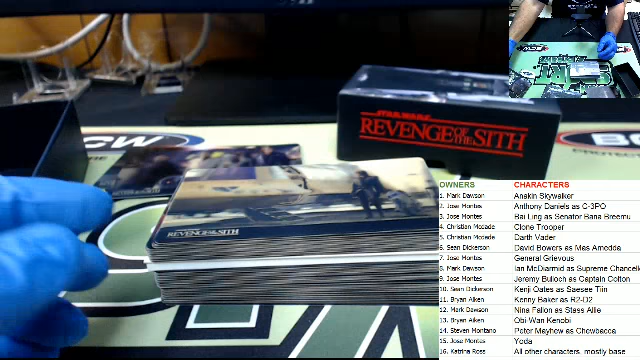 STAR WARS
REVENGE OF THE SITH
REVENGE OF THE SITH
OWNERS CHARACTERS
1. Mark Dawson Anakin Skywalker
2. Jose Montes Anthony Daniels as C-3PO
3. Jose Montes Bai Ling as Senator Bana Breemu
4. Christian Mccade Clone Trooper
5. Christian Mccade Darth Vader
6. Sean Dickerson David Bowers as Mas Amedda
7. Jose Montes General Grievous
8. Mark Dawson Ian McDiarmid as Supreme Chancell
9. Jose Montes Jeremy Bulloch as Captain Colton
10. Sean Dickerson Kenji Oates as Saesee Tiin
11. Bryan Aiken Kenny Baker as R2-D2
12. Mark Dawson Nina Fallon as Stass Allie
13. Bryan Aiken Obi-Wan Kenobi
14. Steven Montano Peter Mayhew as Chewbacca
15. Jose Montes Yoda
16. Katrina Ross All other characters. mostly base